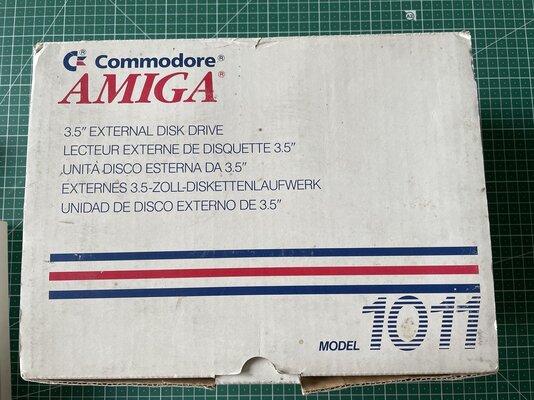 Commodore®
AMIGA®
3.5" EXTERNAL DISK DRIVE
LECTEUR EXTERNE DE DISQUETTE 3.5"
UNITÁ DISCO ESTERNA DA 3.5"
EXTERNES 3.5-ZOLL-DISKETTENLAUFWERK
UNIDAD DE DISCO EXTERNO DE 3.5"
MODEL 1011